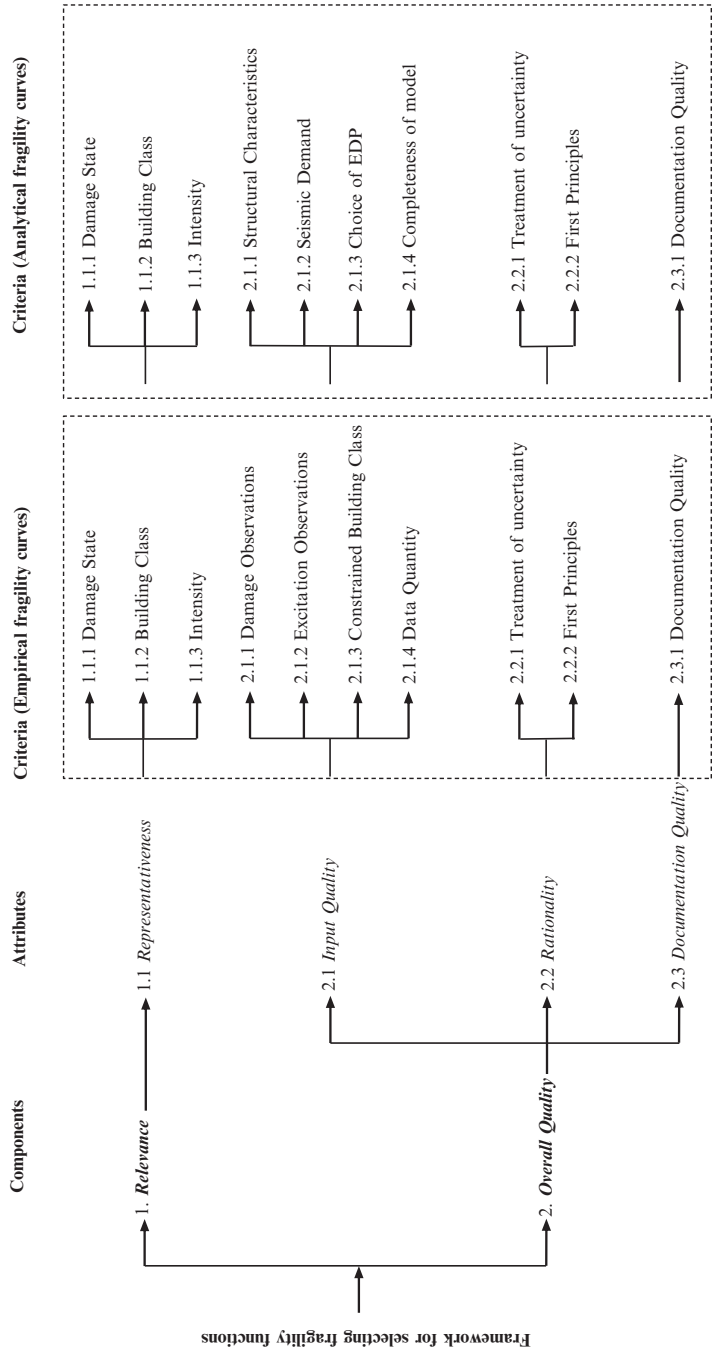 Framework for selecting fragility functions
Components
1. Relevance
2. Overall Quality
Attributes
1.1 Representativeness
2.1 Input Quality
2.2 Rationality
2.3 Documentation Quality
Criteria (Empirical fragility curves)
1.1.1 Damage State
1.1.2 Building Class
1.1.3 Intensity
2.1.1 Damage Observations
2.1.2 Excitation Observations
2.1.3 Constrained Building Class
2.1.4 Data Quantity
2.2.1 Treatment of uncertainty
2.2.2 First Principles
2.3.1 Documentation Quality
Criteria (Analytical fragility curves)
1.1.1 Damage State
1.1.2 Building Class
1.1.3 Intensity
2.1.1 Structural Characteristics
2.1.2 Seismic Demand
2.1.3 Choice of EDP
2.1.4 Completeness of model
2.2.1 Treatment of uncertainty
2.2.2 First Principles
2.3.1 Documentation Quality